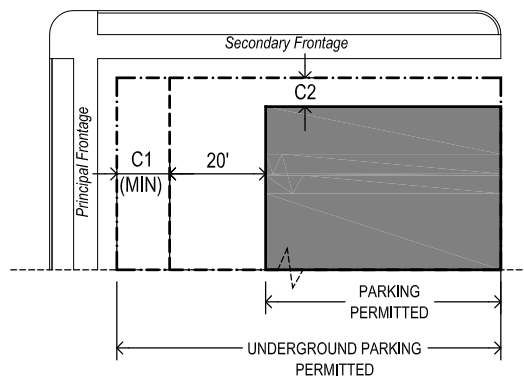 Secondary Frontage
Principal Frontage
C2
C1
(MIN)
20'
PARKING
PERMITTED
UNDERGROUND PARKING
PERMITTED